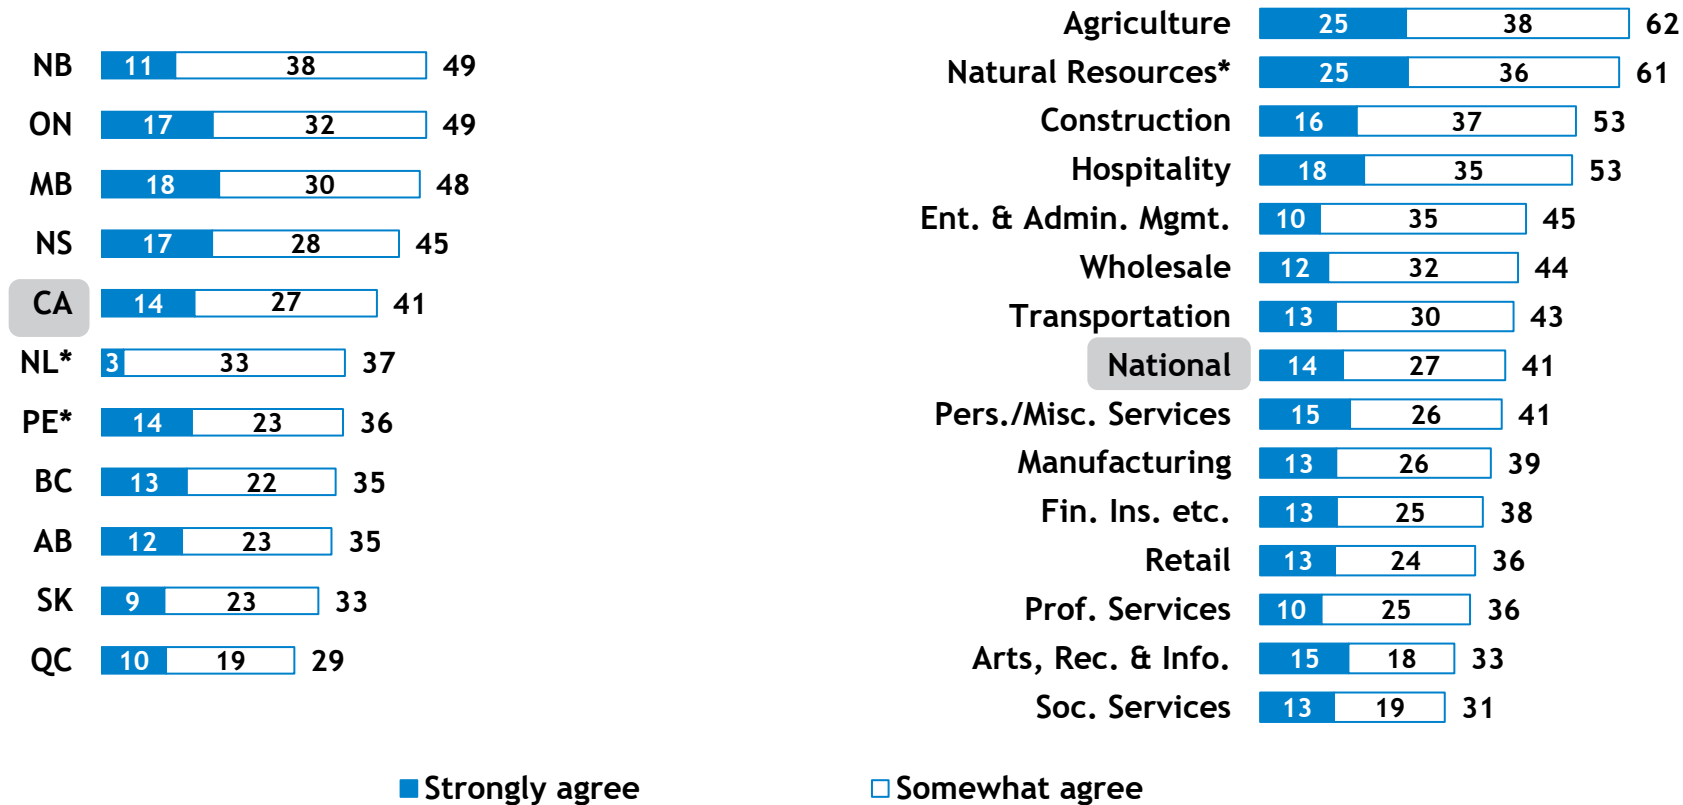 NB 11 38 49
ON 17 32 49
MB 18 30 48
NS 17 28 45
CA 14 27 41
NL* 3 33 37
PE* 14 23 36
BC 13 22 35
AB 12 23 35
SK 9 23 33
QC 10 19 29
Agriculture 25 38 62
Natural Resources* 25 36 61
Construction 16 37 53
Hospitality 18 35 53
Ent. & Admin. Mgmt. 10 35 45
Wholesale 12 32 44
Transportation 13 30 43
National 14 27 41
Pers./Misc. Services 15 26 41
Manufacturing 13 26 39
Fin. Ins. etc. 13 25 38
Retail 13 24 36
Prof. Services 10 25 36
Arts, Rec. & Info. 15 18 33
Soc. Services 13 19 31
Strongly agree Somewhat agree